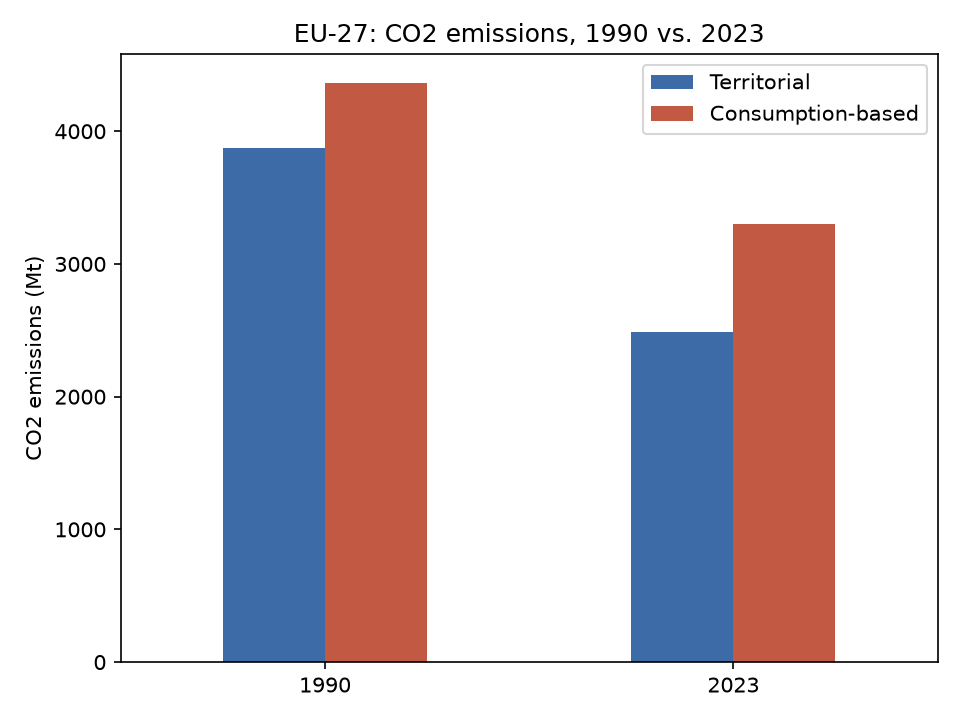 EU-27: CO2 emissions, 1990 vs. 2023
Territorial
Consumption-based
CO2 emissions (Mt)
4000
3000
2000
1000
0
1990
2023